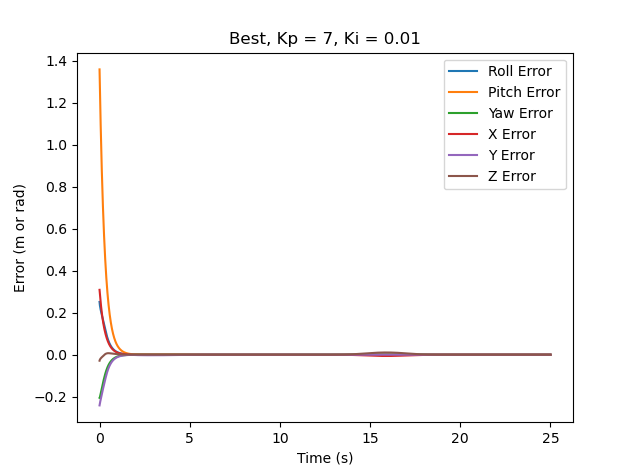 Best, Kp = 7, Ki = 0.01
Error (m or rad)
1.4
1.2
1.0
0.8
0.6
0.4
0.2
0.0
−0.2
Roll Error
Pitch Error
Yaw Error
X Error
Y Error
Z Error
0 5 10 15 20 25
Time (s)